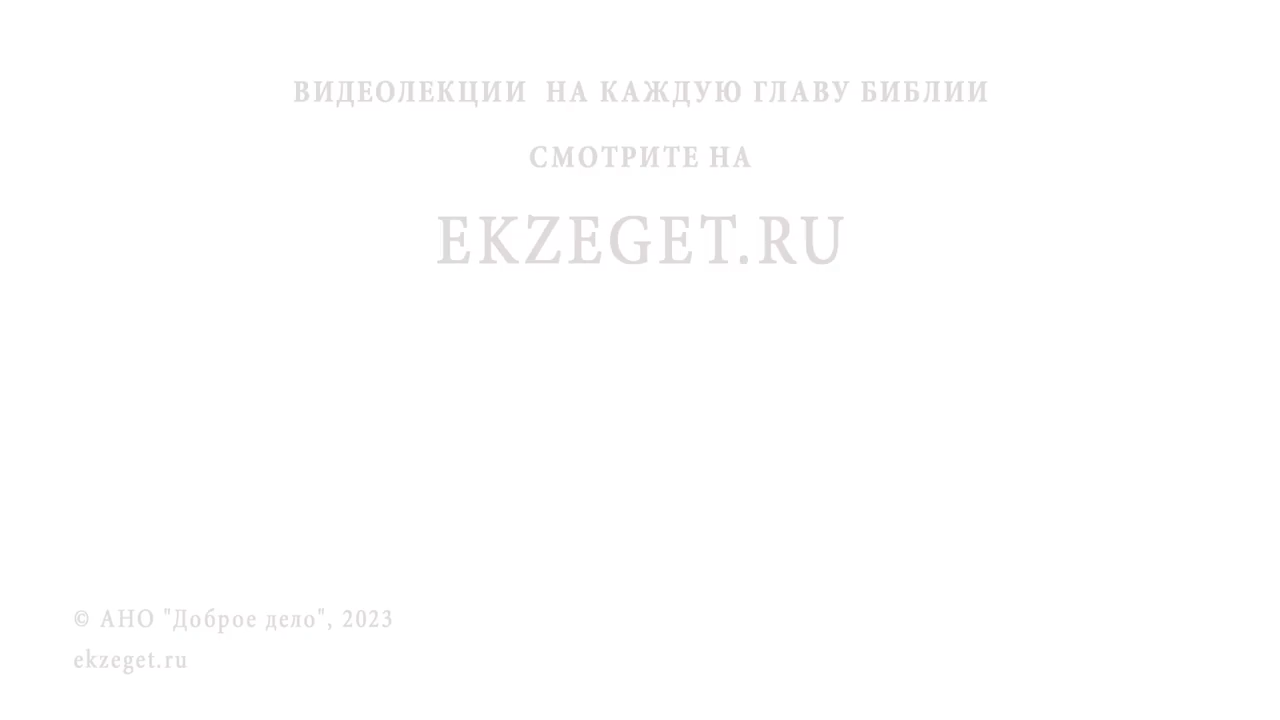 ВИДЕОЛЕКЦИИ НА КАЖДУЮ ГЛАВУ БИБЛИИ
СМОТРИТЕ НА
EKZEGET.RU
© АНО "Доброе дело", 2023
ekzeget.ru